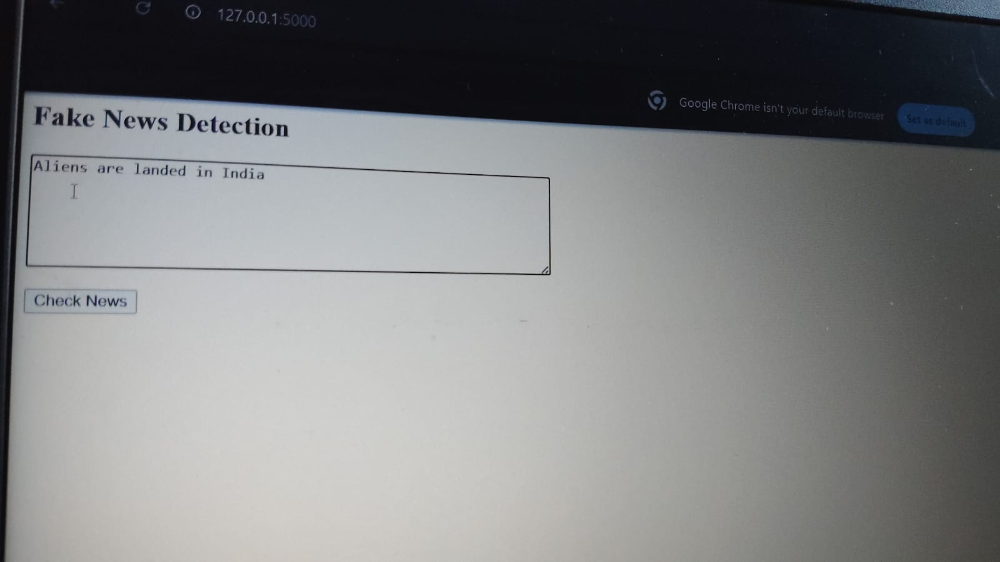 127.0.0.1:5000
Google Chrome isn't your default browser
Set as default
Fake News Detection
Aliens are landed in India
Check News